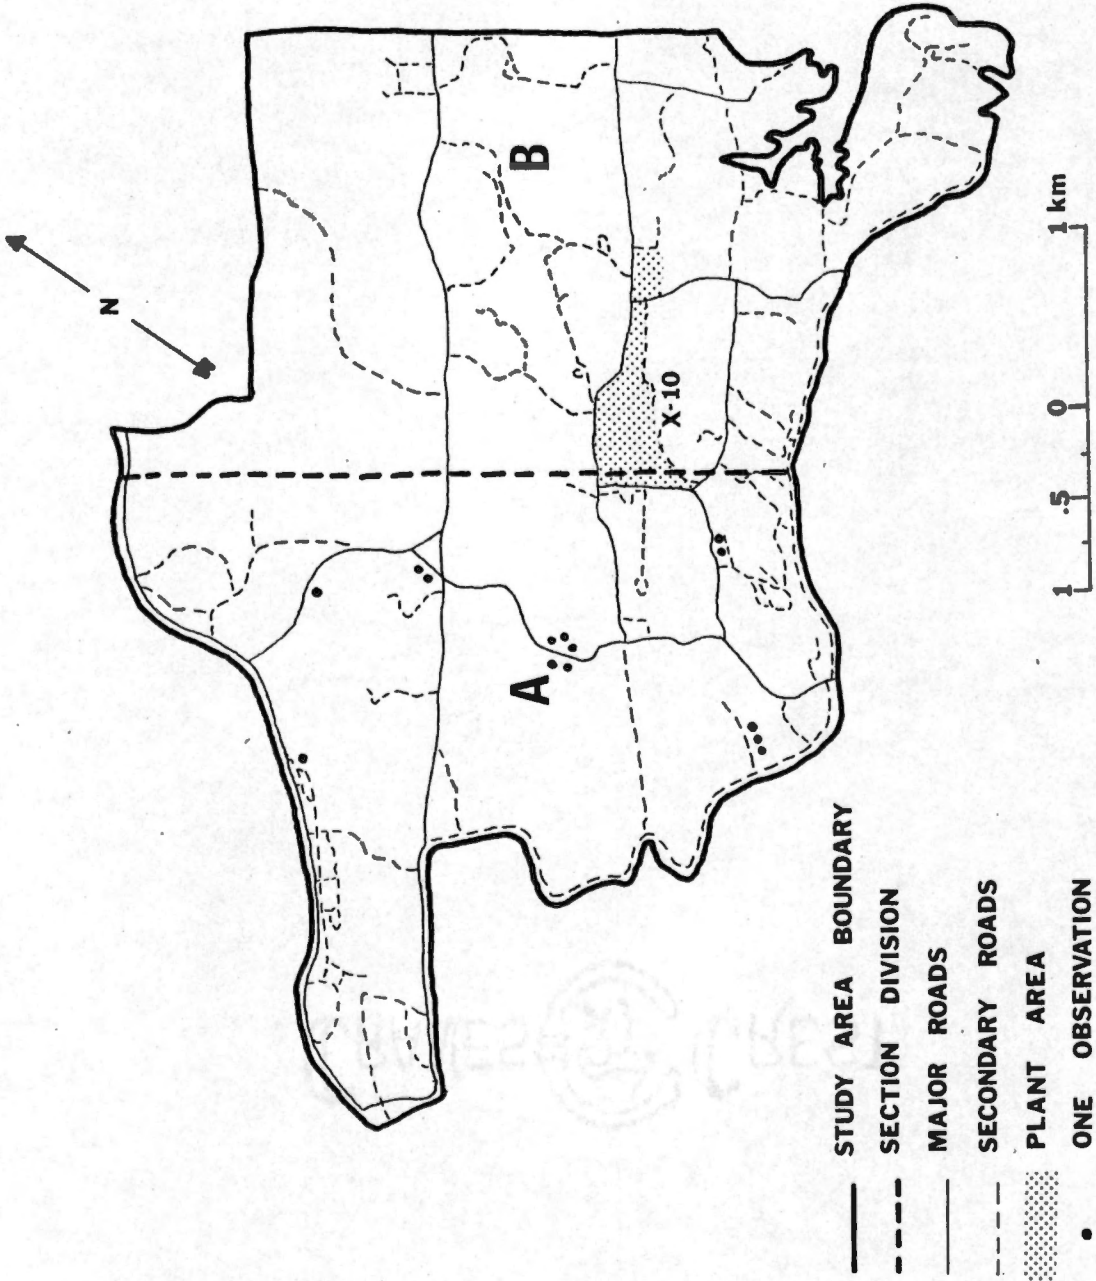 N
B
A
X-10
1 .5 0 1 km
STUDY AREA BOUNDARY
SECTION DIVISION
MAJOR ROADS
SECONDARY ROADS
PLANT AREA
ONE OBSERVATION